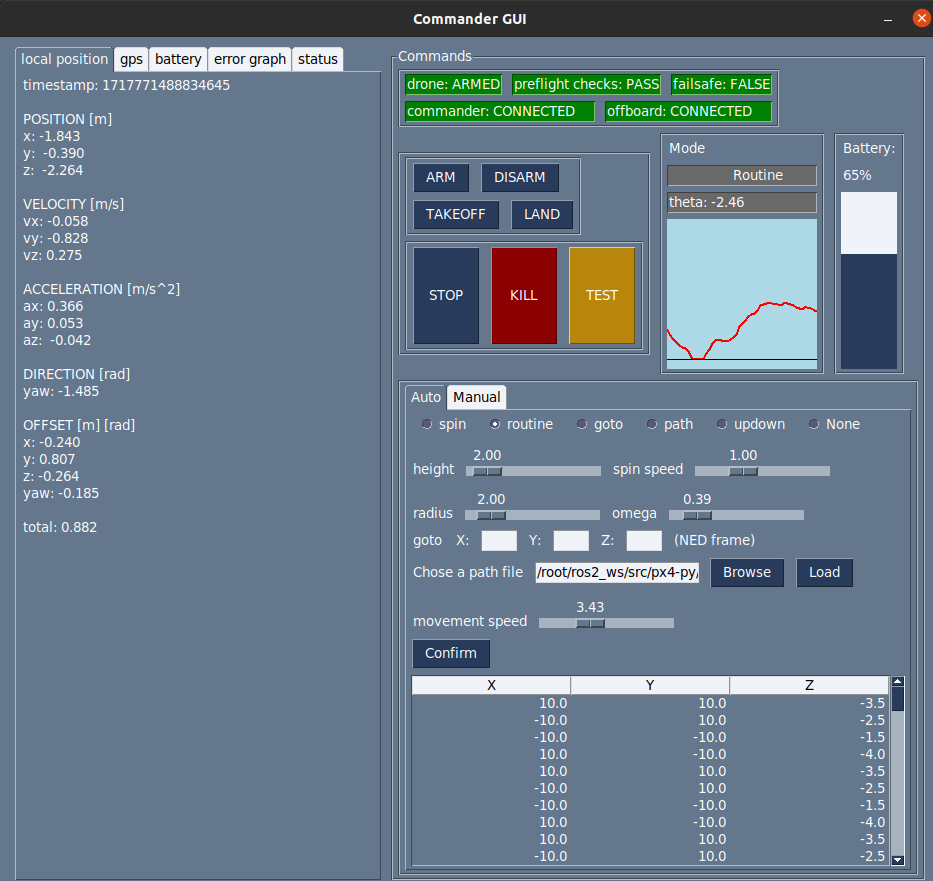 Commander GUI
local position gps battery error graph status
timestamp: 1717771488834645
POSITION [m]
x: -1.843
y: -0.390
z: -2.264
VELOCITY [m/s]
vx: -0.058
vy: -0.828
vz: 0.275
ACCELERATION [m/s^2]
ax: 0.366
ay: 0.053
az: -0.042
DIRECTION [rad]
yaw: -1.485
OFFSET [m] [rad]
x: -0.240
y: 0.807
z: -0.264
yaw: -0.185
total: 0.882
Commands
drone: ARMED preflight checks: PASS failsafe: FALSE
commander: CONNECTED offboard: CONNECTED
ARM DISARM
TAKEOFF LAND
STOP KILL TEST
Mode
Routine
theta: -2.46
Battery:
65%
Auto Manual
spin routine goto path updown None
2.00 1.00
height spin speed
2.00 0.39
radius omega
goto X: Y: Z: (NED frame)
Chose a path file /root/ros2_ws/src/px4-py/ Browse Load
3.43
movement speed
Confirm
X Y Z
10.0 10.0 -3.5
-10.0 10.0 -2.5
-10.0 -10.0 -1.5
10.0 -10.0 -4.0
10.0 10.0 -3.5
-10.0 10.0 -2.5
-10.0 -10.0 -1.5
10.0 -10.0 -4.0
10.0 10.0 -3.5
-10.0 10.0 -2.5